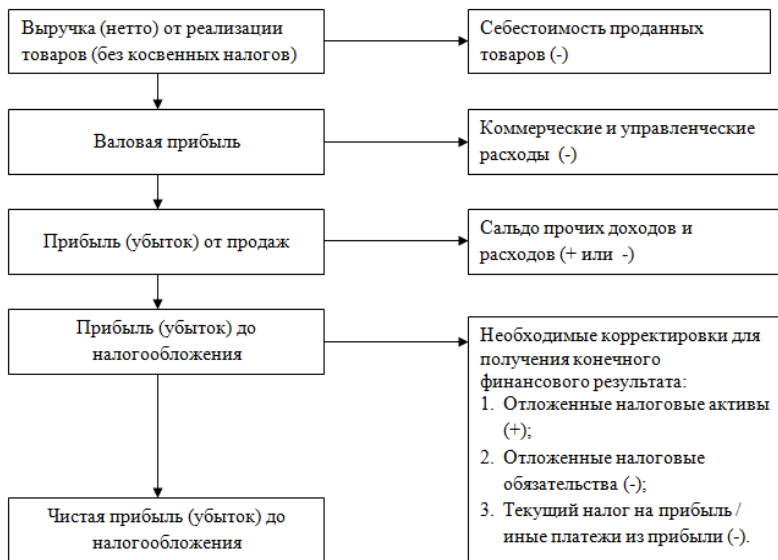 Выручка (нетто) от реализации
товаров (без косвенных налогов)
Себестоимость проданных
товаров (-)
Валовая прибыль
Коммерческие и управленческие
расходы (-)
Прибыль (убыток) от продаж
Сальдо прочих доходов и
расходов (+ или -)
Прибыль (убыток) до
налогообложения
Необходимые корректировки для
получения конечного
финансового результата:
1. Отложенные налоговые активы
(+);
2. Отложенные налоговые
обязательства (-);
3. Текущий налог на прибыль /
иные платежи из прибыли (-).
Чистая прибыль (убыток) до
налогообложения